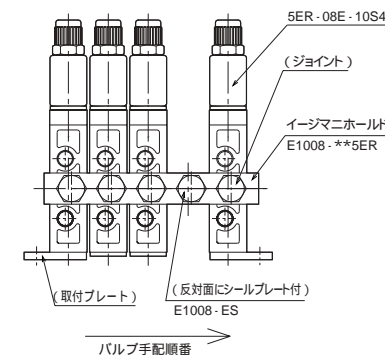 5ER-08E-10S4
(ジョイント)
イージマニホールド
E1008-**5ER
(取付プレート)
(反対面にシールプレート付)
E1008-ES
バルブ手配順番